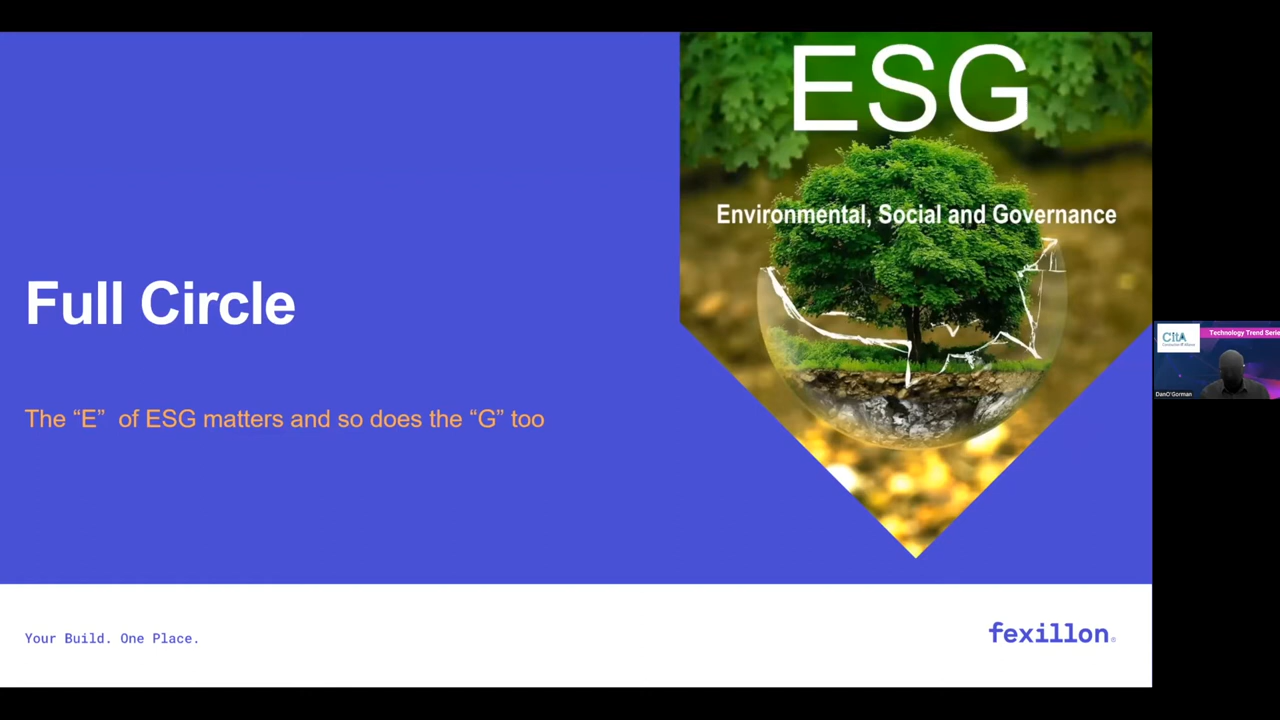 ESG
Environmental, Social and Governance
Full Circle
The “E” of ESG matters and so does the “G” too
Your Build. One Place.
fexillon
CitA
Technology Trend Serie
DanO'Gorman